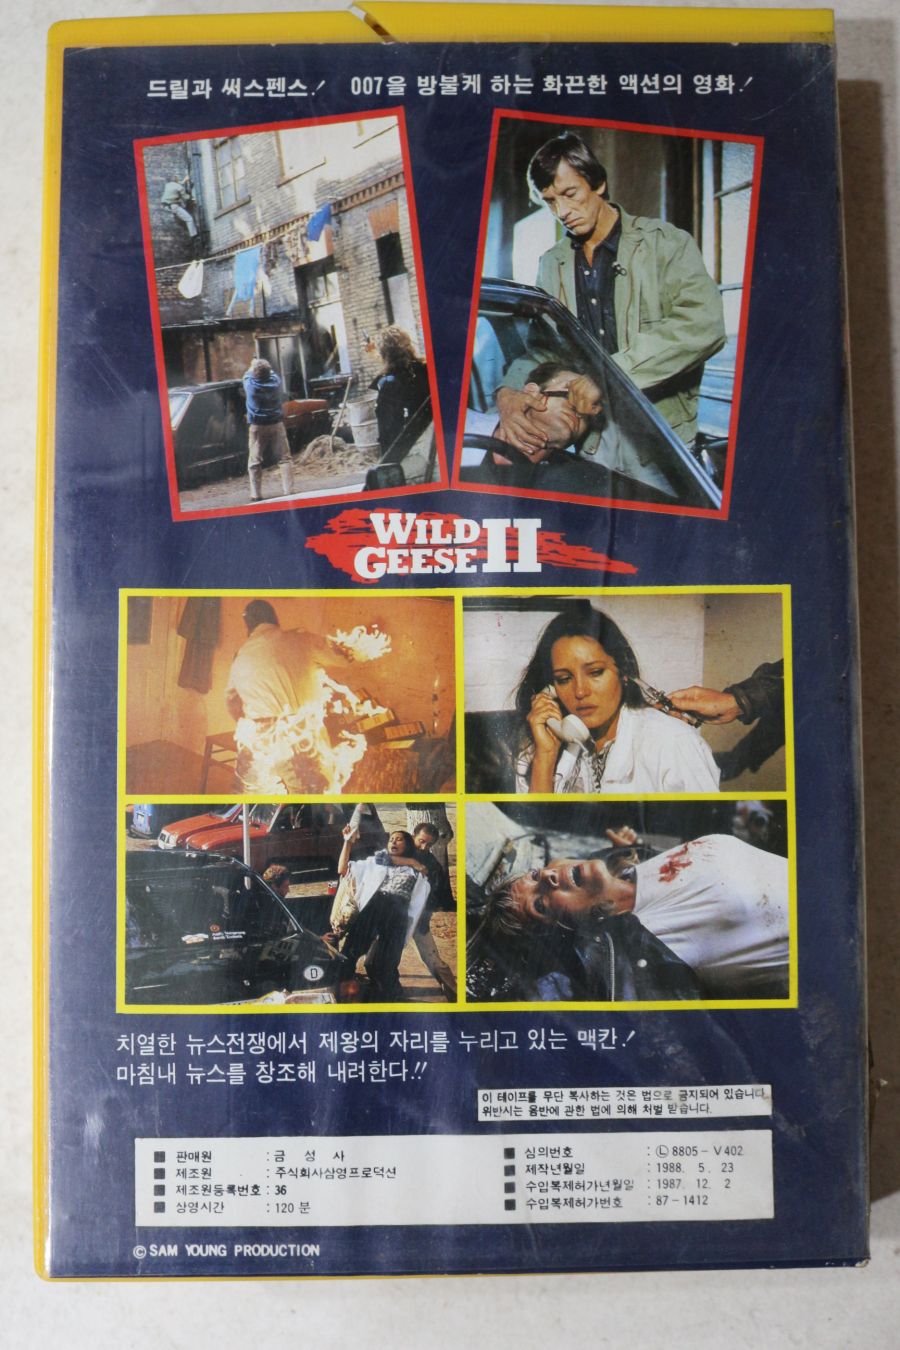 드릴과 써스펜스! 007을 방불케 하는 화끈한 액션의 영화!
WILD
GEESE II
D
치열한 뉴스전쟁에서 제왕의 자리를 누리고 있는 맥칸!
마침내 뉴스를 창조해 내려한다!!
이 테이프를 무단 복사하는 것은 법으로 금지되어 있습니다.
위반시는 음반에 관한 법에 의해 처벌 받습니다.
■ 판매원 : 금 성 사
■ 제조원 : 주식회사삼영프로덕션
■ 제조원등록번호 : 36
■ 상영시간 : 120 분
■ 심의번호 : Ⓛ 8805-V402
■ 제작년월일 : 1988. 5. 23
■ 수입복제허가년월일 : 1987. 12. 2
■ 수입복제허가번호 : 87-1412
© SAM YOUNG PRODUCTION